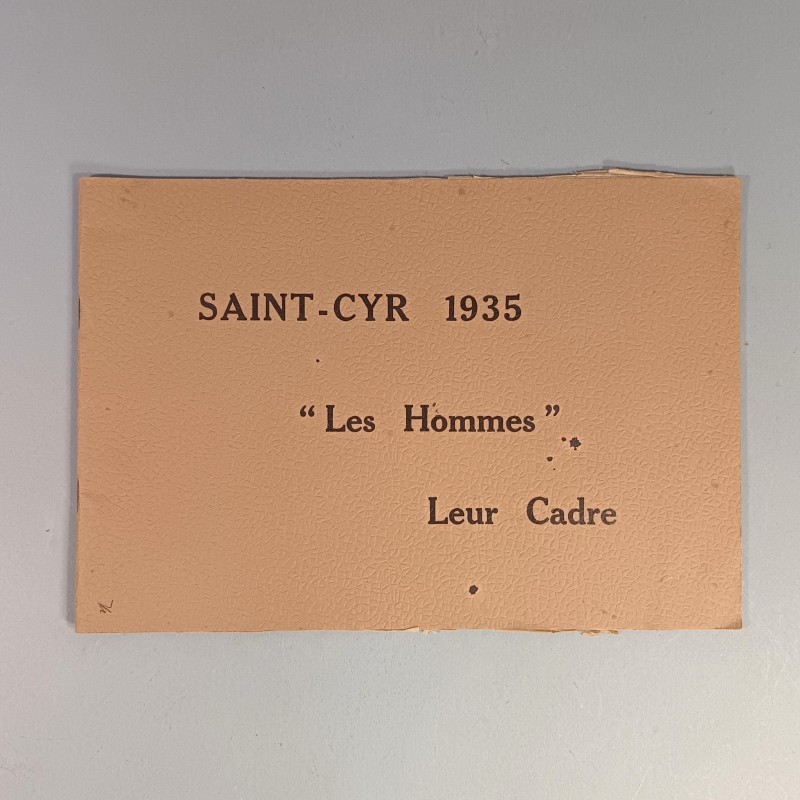 SAINT-CYR 1935
“Les Hommes”
Leur Cadre